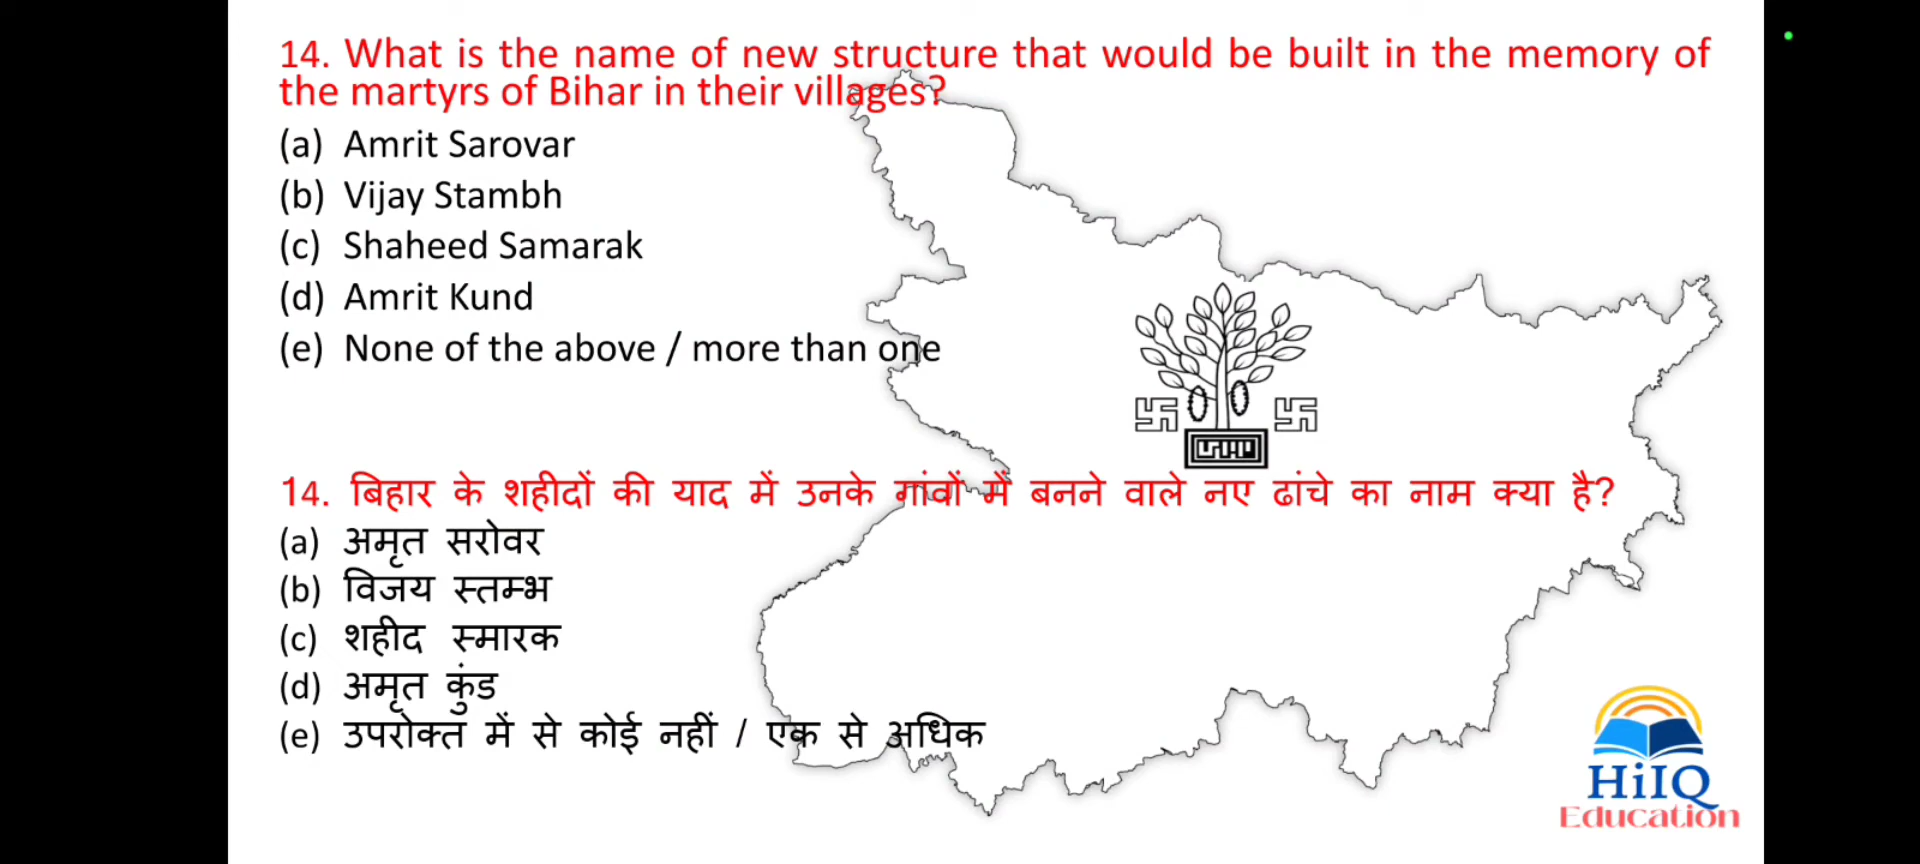 14. What is the name of new structure that would be built in the memory of
the martyrs of Bihar in their villages?
(a) Amrit Sarovar
(b) Vijay Stambh
(c) Shaheed Samarak
(d) Amrit Kund
(e) None of the above / more than one
14. बिहार के शहीदों की याद में उनके गांवों में बनने वाले नए ढांचे का नाम क्या है?
(a) अमृत सरोवर
(b) विजय स्तम्भ
(c) शहीद स्मारक
(d) अमृत कुंड
(e) उपरोक्त में से कोई नहीं / एक से अधिक
HiIQ
Education